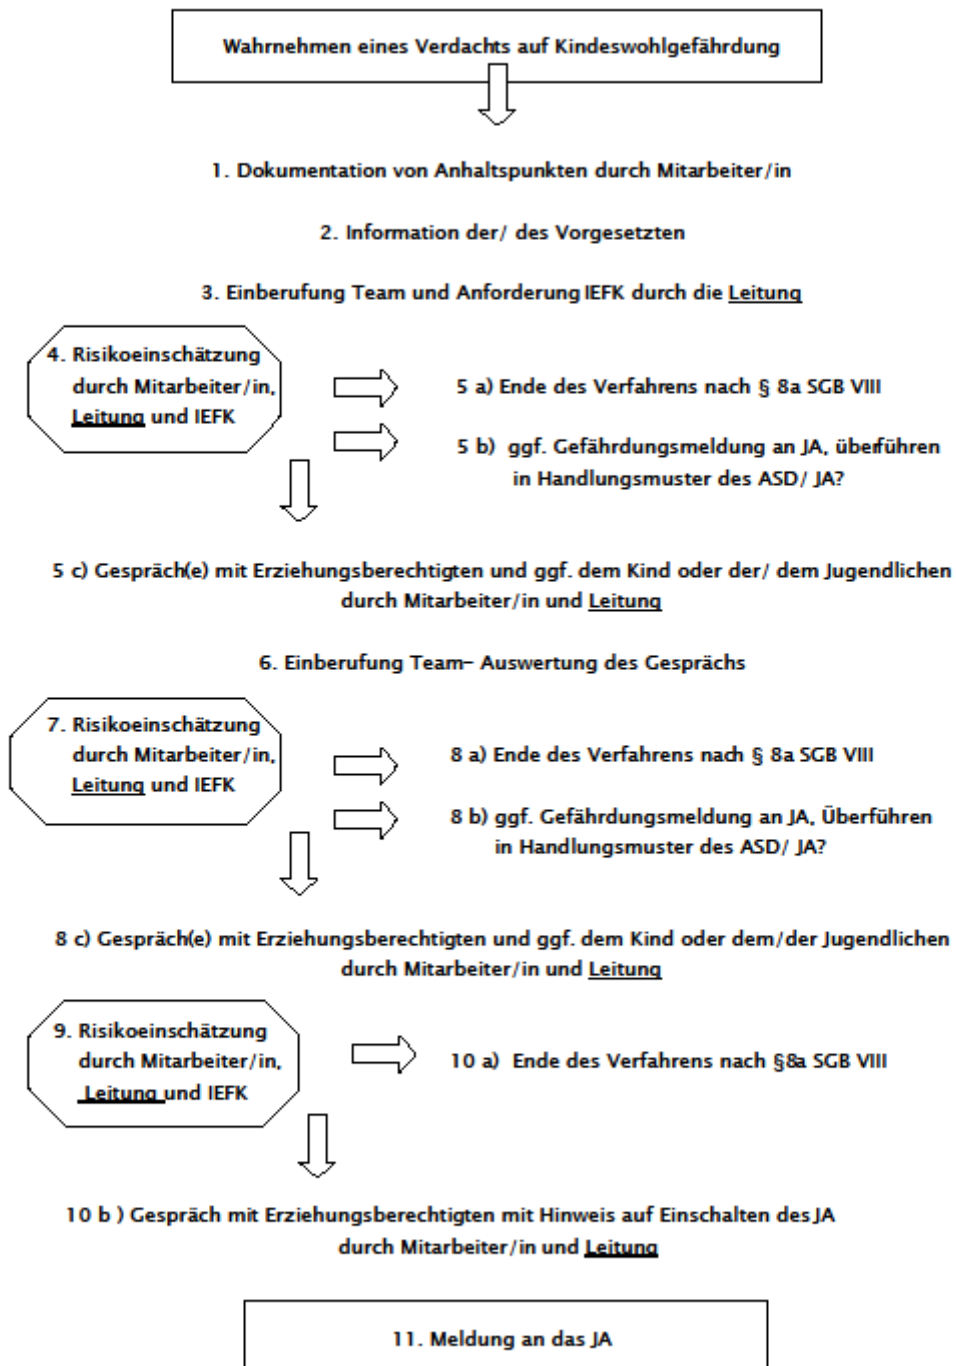 Wahrnehmen eines Verdachts auf Kindeswohlgefährdung
1. Dokumentation von Anhaltspunkten durch Mitarbeiter/in
2. Information der/ des Vorgesetzten
3. Einberufung Team und Anforderung IEFK durch die Leitung
4. Risikoeinschätzung
durch Mitarbeiter/in,
Leitung und IEFK
5 a) Ende des Verfahrens nach § 8a SGB VIII
5 b) ggf. Gefährdungsmeldung an JA, überführen
in Handlungsmuster des ASD/ JA?
5 c) Gespräch(e) mit Erziehungsberechtigten und ggf. dem Kind oder der/ dem Jugendlichen
durch Mitarbeiter/in und Leitung
6. Einberufung Team– Auswertung des Gesprächs
7. Risikoeinschätzung
durch Mitarbeiter/in,
Leitung und IEFK
8 a) Ende des Verfahrens nach § 8a SGB VIII
8 b) ggf. Gefährdungsmeldung an JA, Überführen
in Handlungsmuster des ASD/ JA?
8 c) Gespräch(e) mit Erziehungsberechtigten und ggf. dem Kind oder dem/der Jugendlichen
durch Mitarbeiter/in und Leitung
9. Risikoeinschätzung
durch Mitarbeiter/in,
Leitung und IEFK
10 a) Ende des Verfahrens nach §8a SGB VIII
10 b ) Gespräch mit Erziehungsberechtigten mit Hinweis auf Einschalten des JA
durch Mitarbeiter/in und Leitung
11. Meldung an das JA